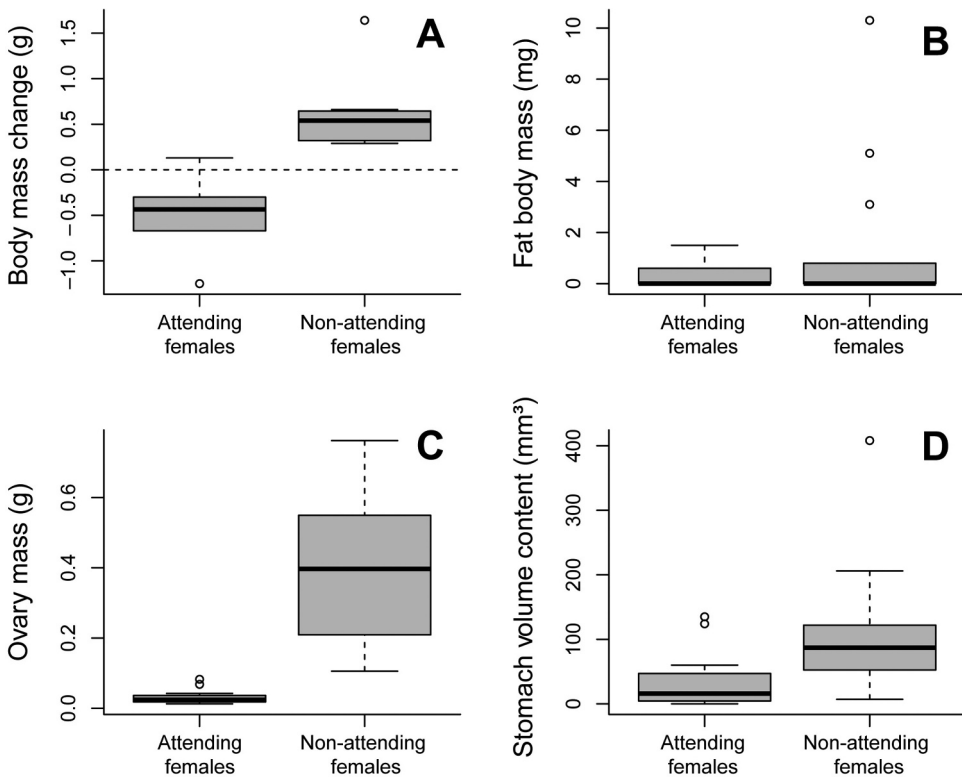 A
Body mass change (g)
1.5
1.0
0.5
0.0
−0.5
−1.0
Attending
females
Non-attending
females
B
Fat body mass (mg)
10
8
6
4
2
0
Attending
females
Non-attending
females
C
Ovary mass (g)
0.6
0.4
0.2
0.0
Attending
females
Non-attending
females
D
Stomach volume content (mm³)
400
300
200
100
0
Attending
females
Non-attending
females